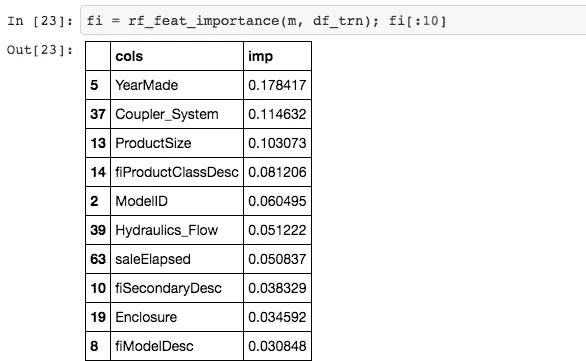 In [23]: fi = rf_feat_importance(m, df_trn); fi[:10]
Out[23]:
cols imp
5 YearMade 0.178417
37 Coupler_System 0.114632
13 ProductSize 0.103073
14 fiProductClassDesc 0.081206
2 ModelID 0.060495
39 Hydraulics_Flow 0.051222
63 saleElapsed 0.050837
10 fiSecondaryDesc 0.038329
19 Enclosure 0.034592
8 fiModelDesc 0.030848